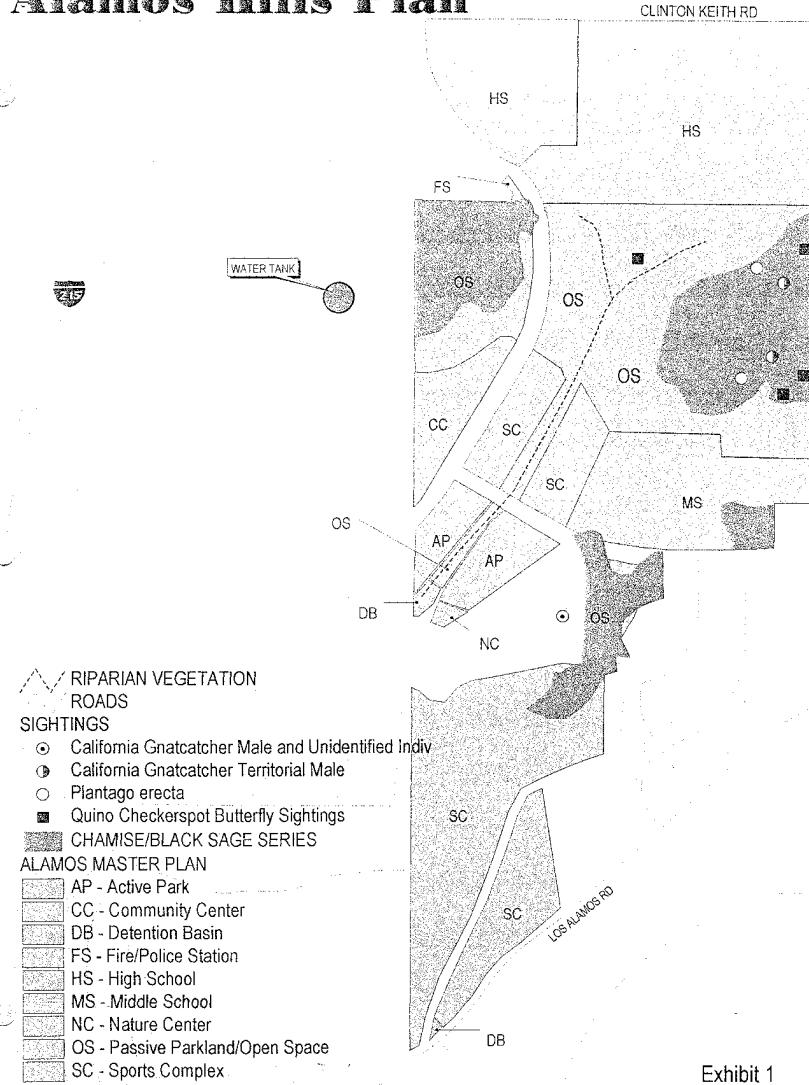 Alamos Hills Plan
CLINTON KEITH RD
HS
HS
FS
WATER TANK
215
OS
OS
OS
CC
SC
SC
MS
OS
AP
AP
DB
OS
NC
RIPARIAN VEGETATION
ROADS
SIGHTINGS
California Gnatcatcher Male and Unidentified Indiv
California Gnatcatcher Territorial Male
Plantago erecta
Quino Checkerspot Butterfly Sightings
CHAMISE/BLACK SAGE SERIES
ALAMOS MASTER PLAN
AP - Active Park
CC - Community Center
DB - Detention Basin
FS - Fire/Police Station
HS - High School
MS - Middle School
NC - Nature Center
OS - Passive Parkland/Open Space
SC - Sports Complex
SC
SC
LOS ALAMOS RD
DB
Exhibit 1